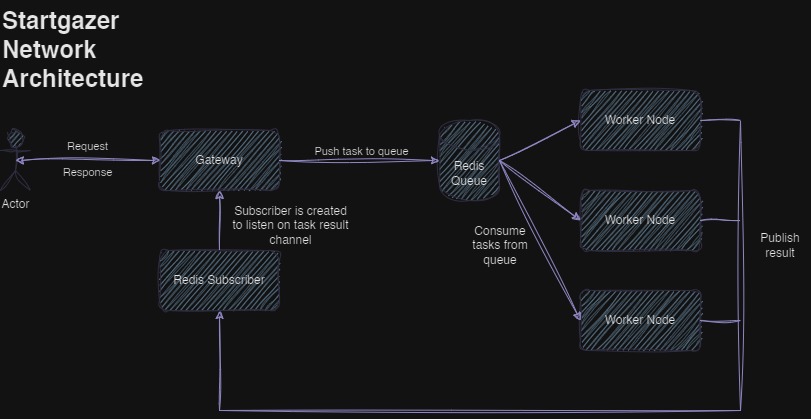 Startgazer
Network
Architecture
Request
Response
Actor
Gateway
Push task to queue
Redis
Queue
Worker Node
Worker Node
Worker Node
Consume
tasks from
queue
Publish
result
Subscriber is created
to listen on task result
channel
Redis Subscriber